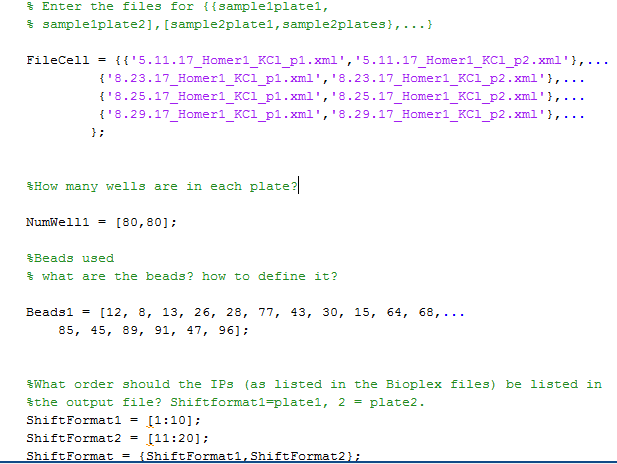 % Enter the files for {{sample1plate1,
% sample1plate2],[sample2plate1,sample2plates},...}
FileCell = {{'5.11.17_Homer1_KCl_p1.xml','5.11.17_Homer1_KCl_p2.xml'},...
{'8.23.17_Homer1_KCl_p1.xml','8.23.17_Homer1_KCl_p2.xml'},...
{'8.25.17_Homer1_KCl_p1.xml','8.25.17_Homer1_KCl_p2.xml'},...
{'8.29.17_Homer1_KCl_p1.xml','8.29.17_Homer1_KCl_p2.xml'},...
};
%How many wells are in each plate?
NumWell1 = [80,80];
%Beads used
% what are the beads? how to define it?
Beads1 = [12, 8, 13, 26, 28, 77, 43, 30, 15, 64, 68,...
85, 45, 89, 91, 47, 96];
%What order should the IPs (as listed in the Bioplex files) be listed in
%the output file? Shiftformat1=plate1, 2 = plate2.
ShiftFormat1 = [1:10];
ShiftFormat2 = [11:20];
ShiftFormat = {ShiftFormat1,ShiftFormat2};